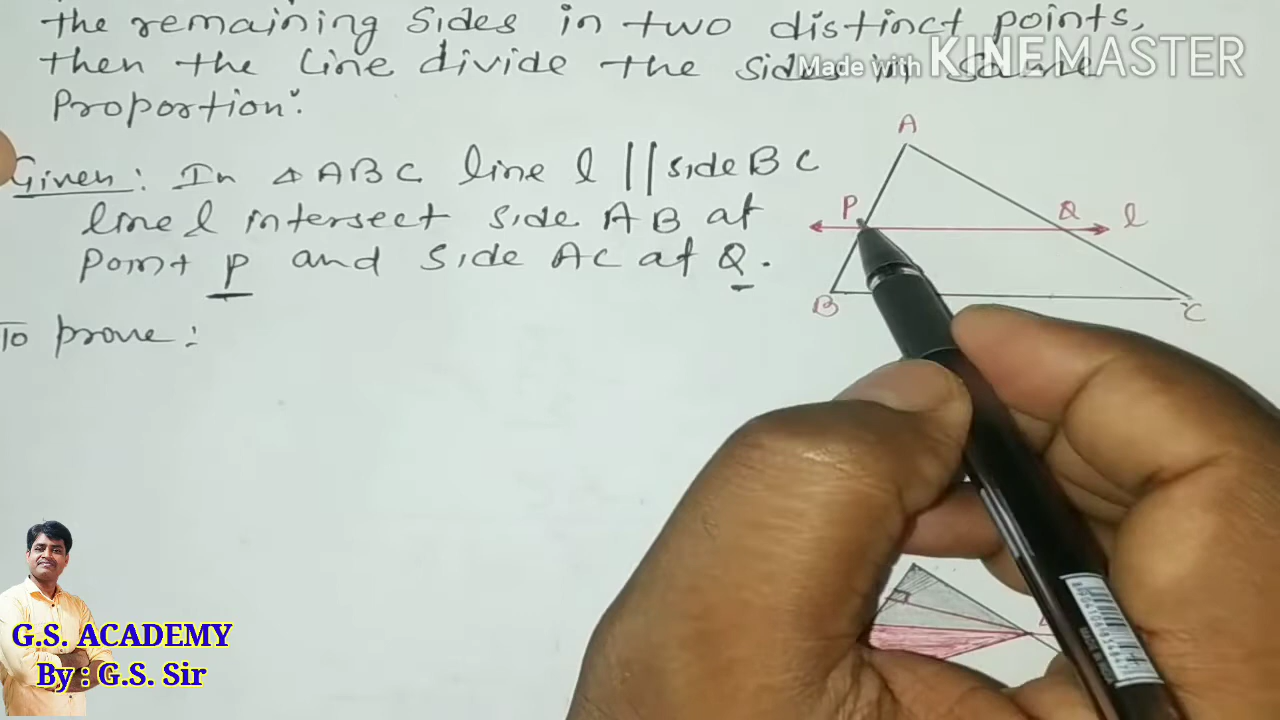 the remaining sides in two distinct points,
then the line divide the sides in same
Proportion".
Made with KINEMASTER
Given: In △ ABC line l || side BC
line l intersect side AB at
point P and side AC at Q.
To prove:
A
P
Q
l
B
C
G.S. ACADEMY
By : G.S. Sir